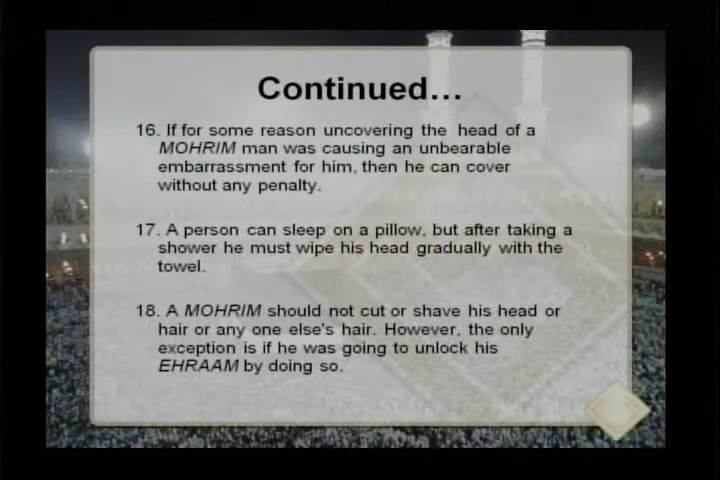 Continued…
16. If for some reason uncovering the head of a
MOHRIM man was causing an unbearable
embarrassment for him, then he can cover
without any penalty.
17. A person can sleep on a pillow, but after taking a
shower he must wipe his head gradually with the
towel.
18. A MOHRIM should not cut or shave his head or
hair or any one else's hair. However, the only
exception is if he was going to unlock his
EHRAAM by doing so.